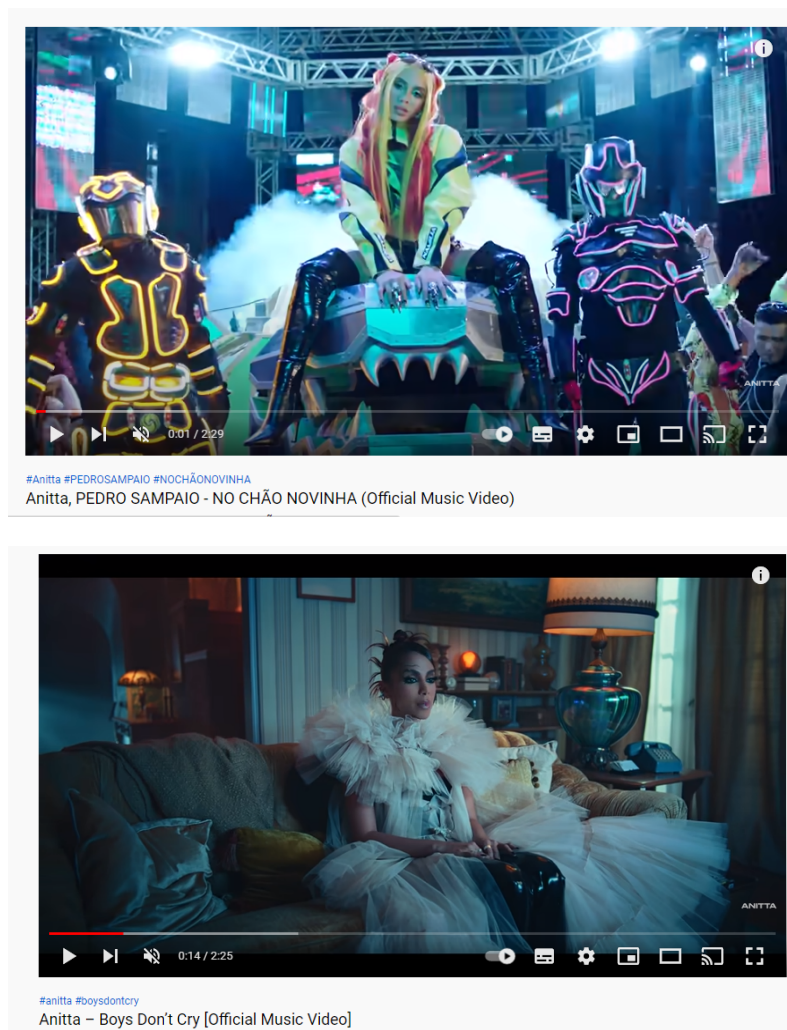 ANITTA
0:01 / 2:29
#Anitta #PEDROSAMPAIO #NOCHÃONOVINHA
Anitta, PEDRO SAMPAIO - NO CHÃO NOVINHA (Official Music Video)
ANITTA
0:14 / 2:25
#anitta #boysdontcry
Anitta – Boys Don’t Cry [Official Music Video]